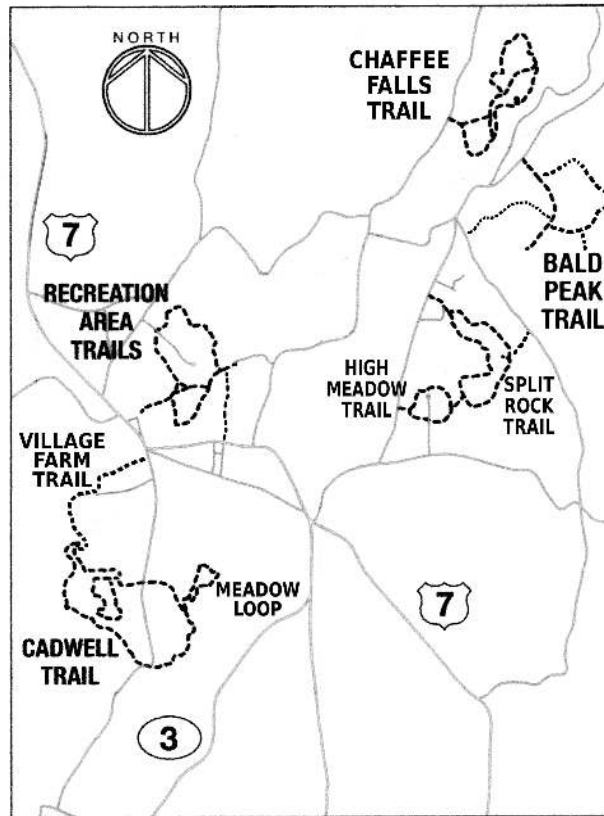 NORTH
CHAFFEE
FALLS
TRAIL
7
BALD
PEAK
TRAIL
RECREATION
AREA
TRAILS
HIGH
MEADOW
TRAIL
SPLIT
ROCK
TRAIL
VILLAGE
FARM
TRAIL
MEADOW
LOOP
7
CADWELL
TRAIL
3